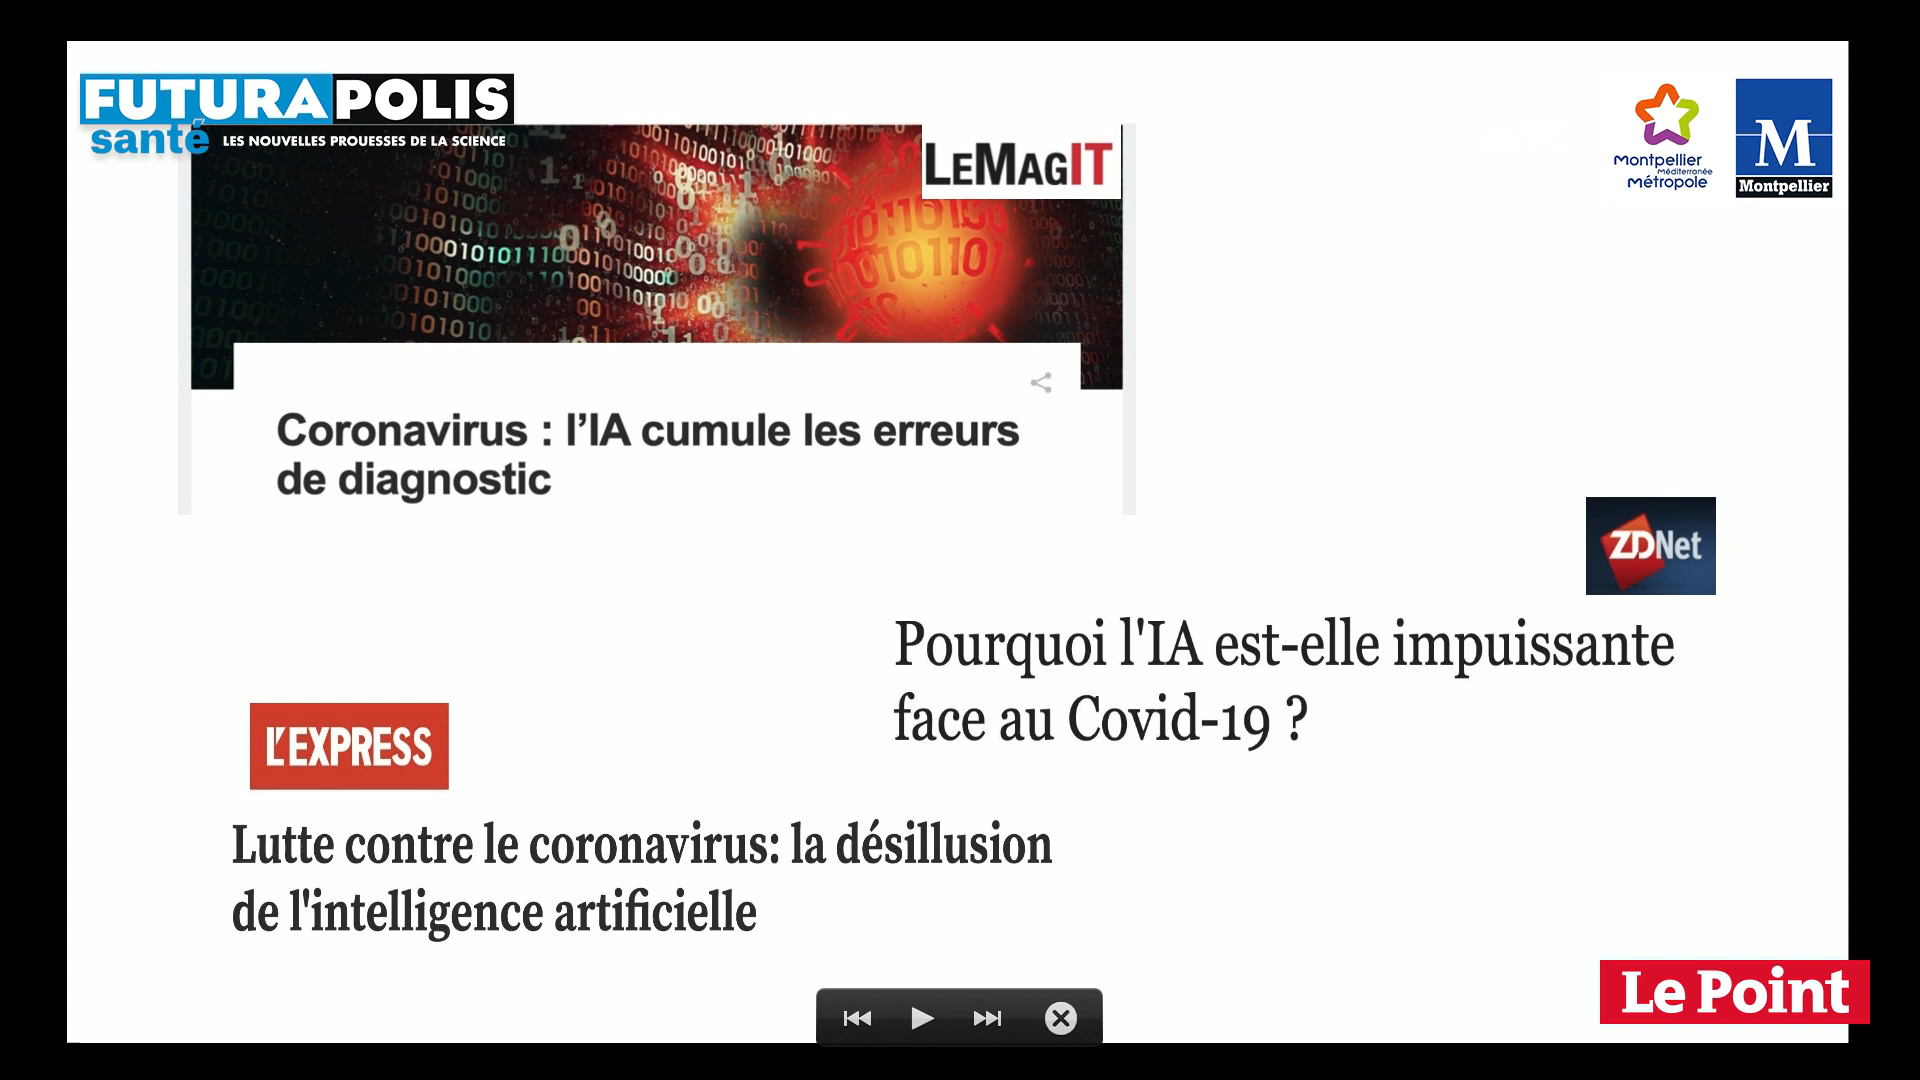 FUTURAPOLIS
santé LES NOUVELLES PROUESSES DE LA SCIENCE
LEMAGIT
Montpellier
Méditerranée
Métropole
M
Montpellier
Coronavirus : l’IA cumule les erreurs
de diagnostic
ZDNet
Pourquoi l'IA est-elle impuissante
face au Covid-19 ?
L'EXPRESS
Lutte contre le coronavirus: la désillusion
de l'intelligence artificielle
Le Point